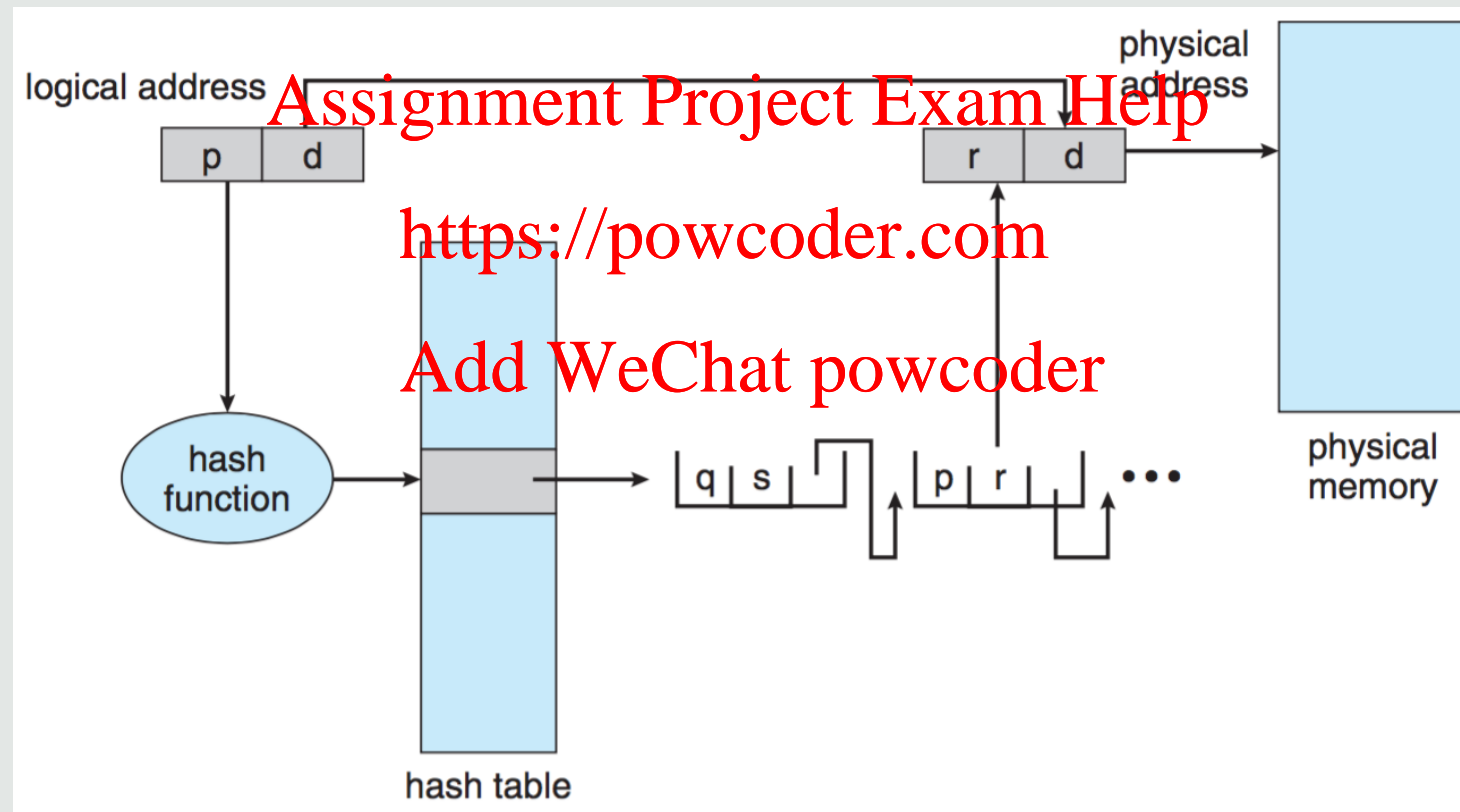 physical
address
logical address
Assignment Project Exam Help
p d
r d
https://powcoder.com
Add WeChat powcoder
hash
function
q s
p r
•••
physical
memory
hash table